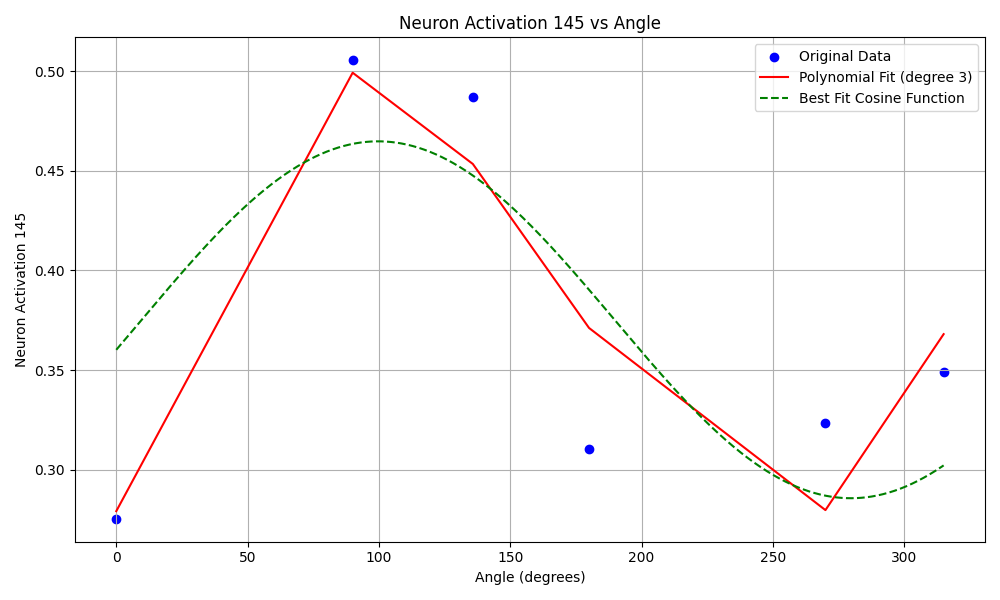 Neuron Activation 145 vs Angle
Original Data
Polynomial Fit (degree 3)
Best Fit Cosine Function
Neuron Activation 145
0.50
0.45
0.40
0.35
0.30
0
50
100
150
200
250
300
Angle (degrees)